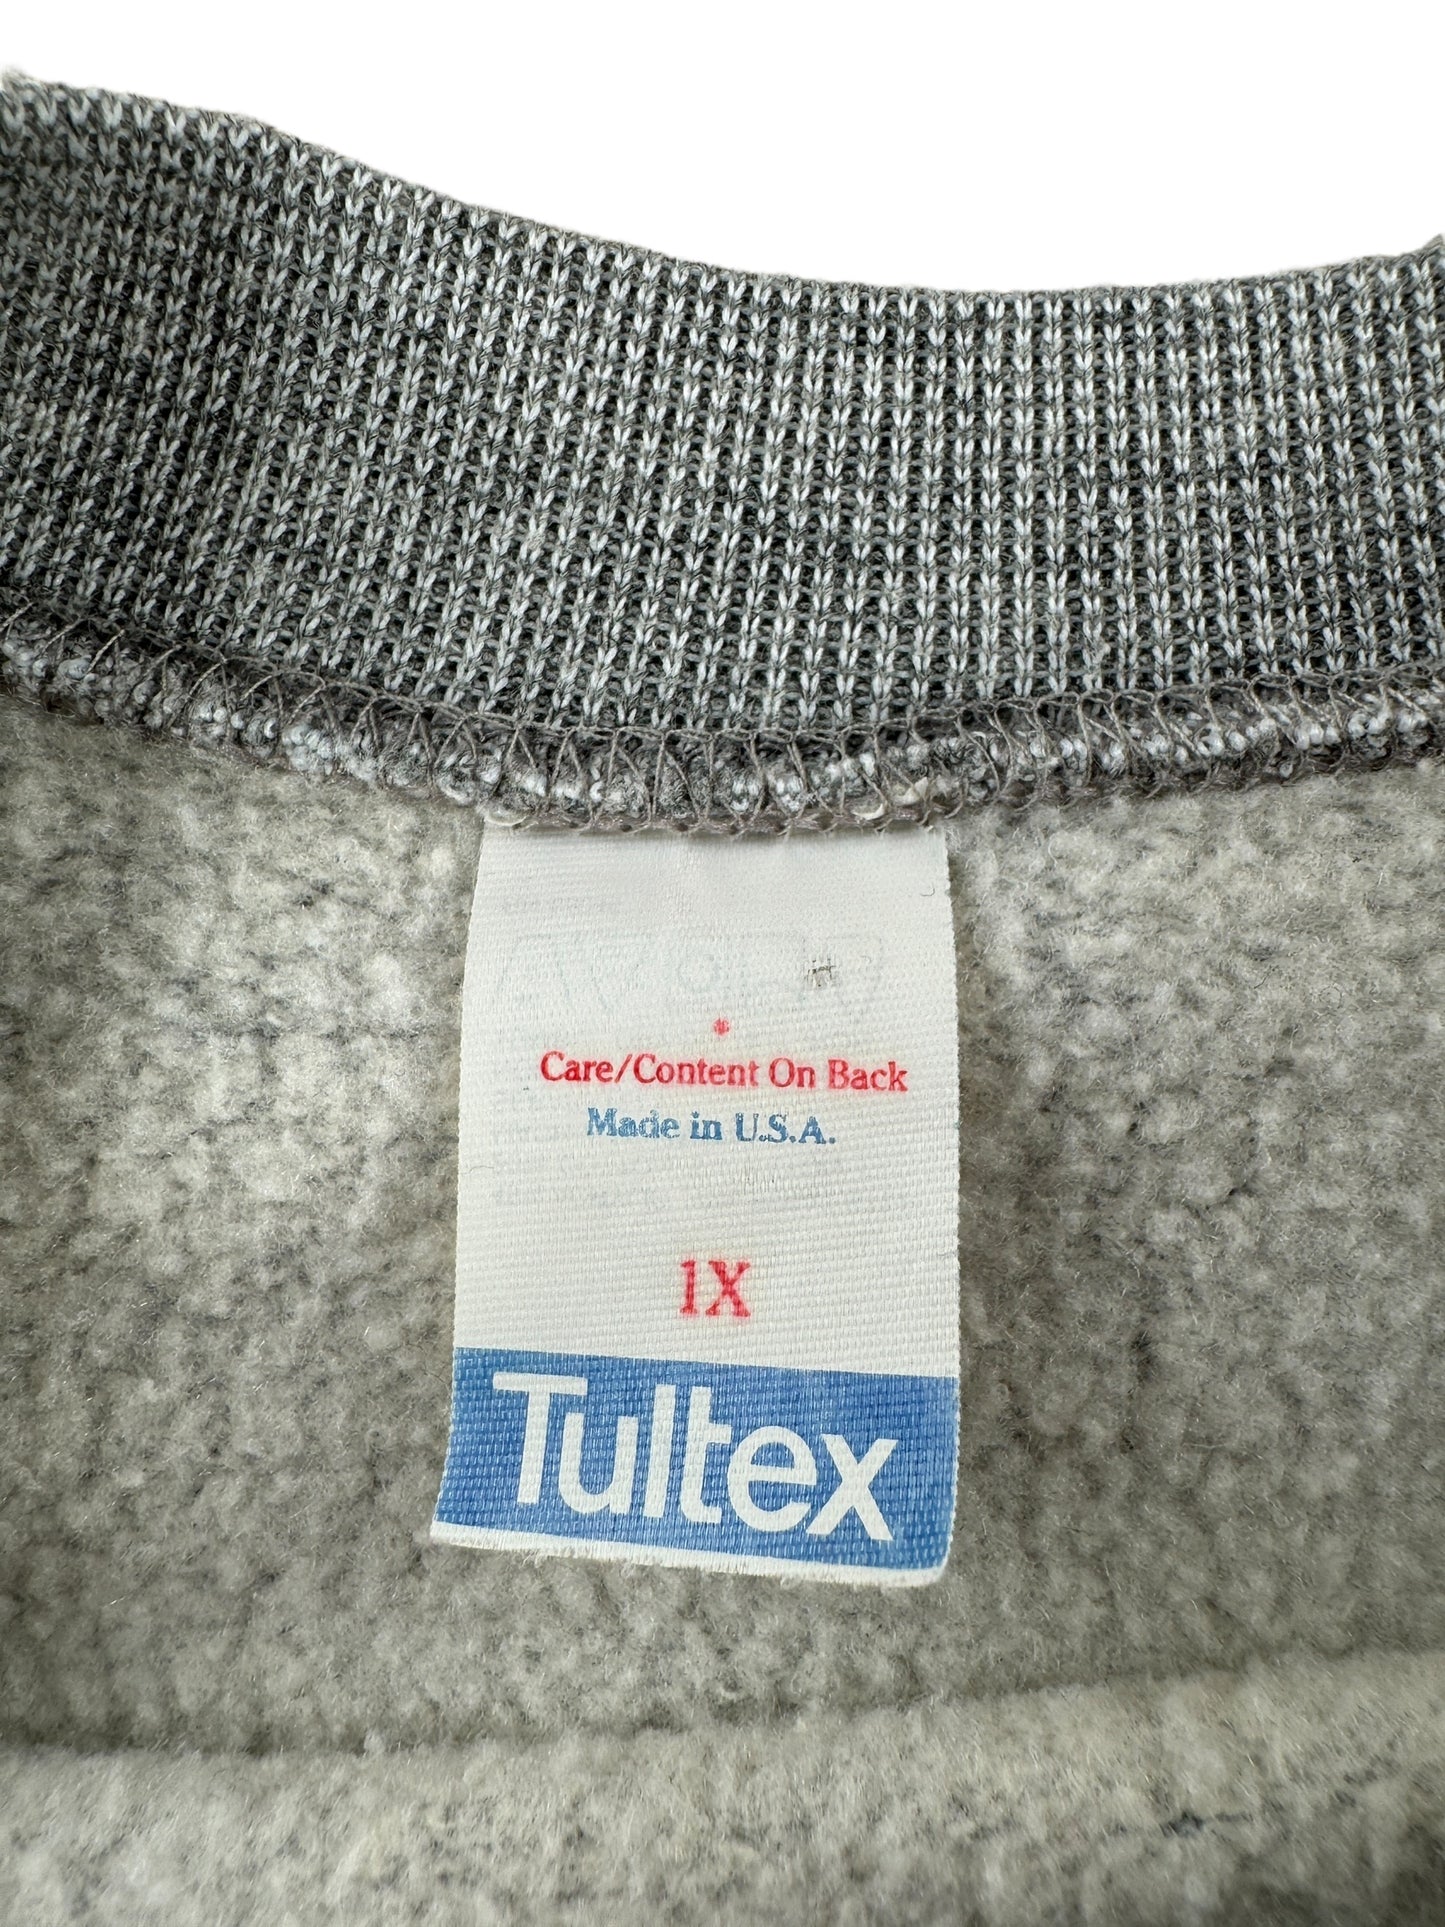 Care/Content On Back
Made in U.S.A.
1X
Tultex